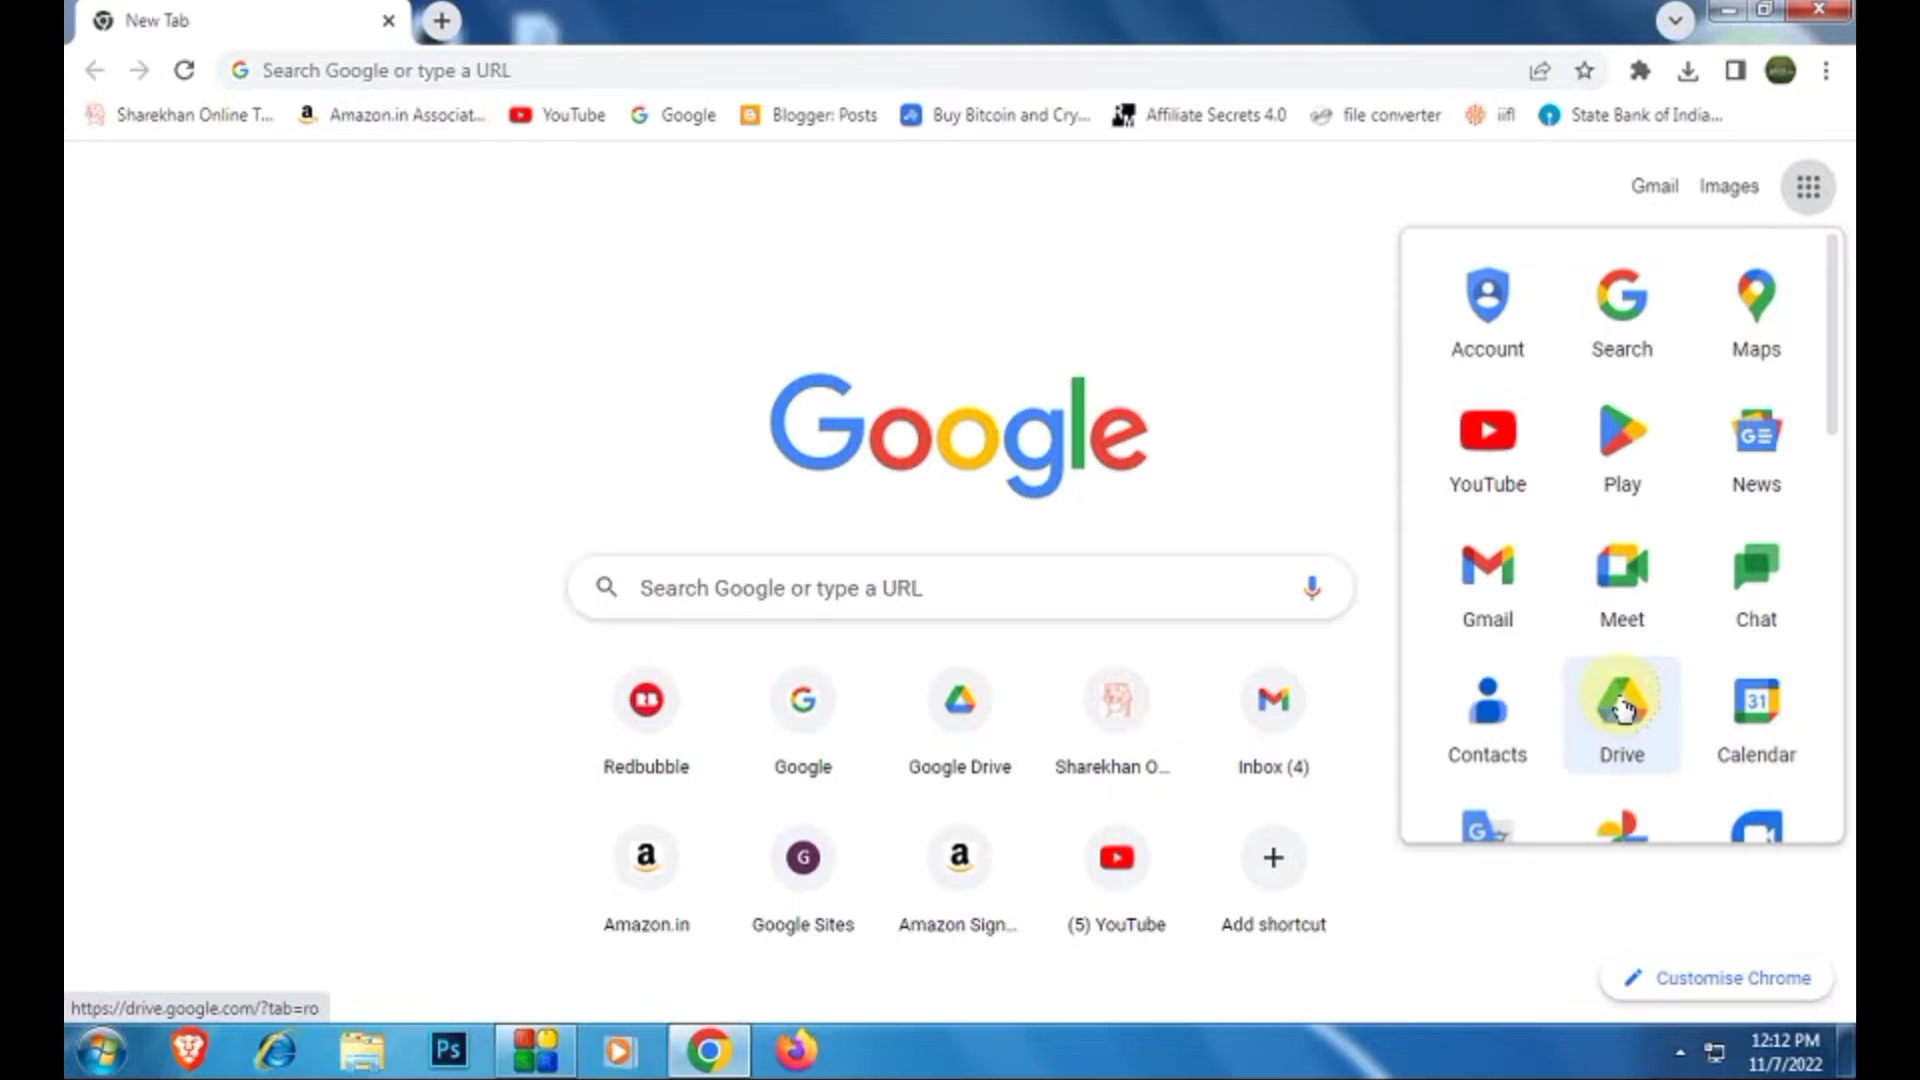 New Tab
Search Google or type a URL
Sharekhan Online T...
Amazon.in Associat...
YouTube
Google
Blogger: Posts
Buy Bitcoin and Cry...
Affiliate Secrets 4.0
file converter
iifl
State Bank of India...
Gmail
Images
Account
Search
Maps
YouTube
Play
GE
News
Gmail
Meet
Chat
Contacts
Drive
31
Calendar
G
Google
Search Google or type a URL
Redbubble
Google
Google Drive
Sharekhan O...
Inbox (4)
a
G
a
Amazon.in
Google Sites
Amazon Sign...
(5) YouTube
Add shortcut
Customise Chrome
https://drive.google.com/?tab=ro
Ps
12:12 PM
11/7/2022